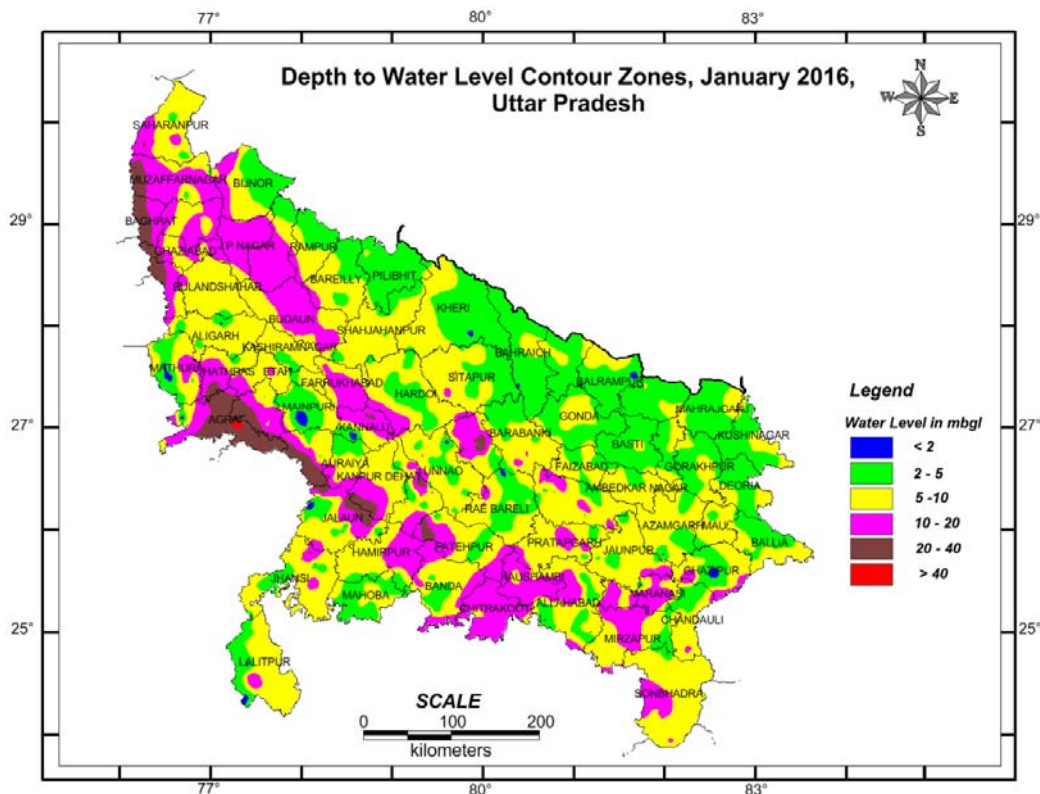 77°
80°
83°
Depth to Water Level Contour Zones, January 2016,
Uttar Pradesh
N
W
E
S
SAHARANPUR
MUZAFFARNAGAR
BIJNOR
29°
29°
BAGHPAT
GHAZIABAD
P NAGAR
RAMPUR
BAREILLY
PILIBHIT
BULANDSHAHAR
KHERI
BUDAUN
SHAHJAHANPUR
ALIGARH
KASHIRAMNAGAR
BAHRAICH
MATHURA
HATHRAS
ETAH
FARRUKHABAD
SITAPUR
BALRAMPUR
HARDOI
MAINPURI
GONDA
MAHRAJGANJ
27°
AGRA
KANNAUJ
BARABANKI
BASTI
KUSHINAGAR
27°
AURAIYA
KANPUR DEHAT
UNNAO
FAIZABAD
GORAKHPUR
AMBEDKAR NAGAR
DEORIA
JALAUN
RAE BARELI
AZAMGARH
MAU
HAMIRPUR
FATEHPUR
PRATAPGARH
JAUNPUR
BALLIA
JHANSI
BANDA
KAUSHAMBI
GHAZIPUR
MAHOBA
CHITRAKOOT
ALLAHABAD
VARANASI
CHANDAULI
25°
MIRZAPUR
25°
LALITPUR
SONBHADRA
Legend
Water Level in mbgl
< 2
2 - 5
5 -10
10 - 20
20 - 40
> 40
SCALE
0 100 200
kilometers
77°
80°
83°